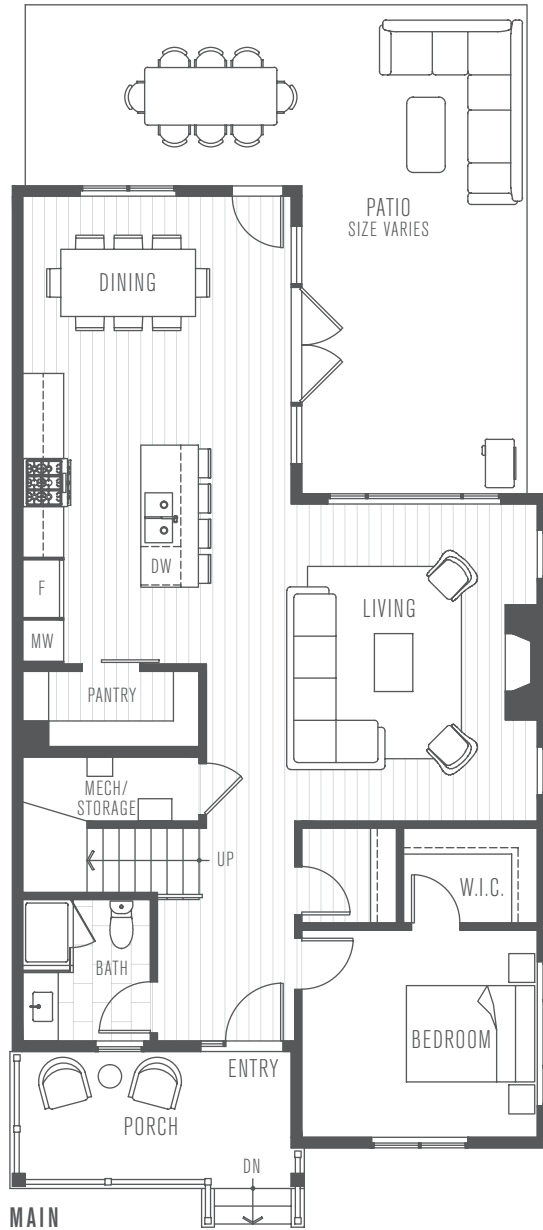 PATIO
SIZE VARIES
DINING
DW
F
MW
LIVING
PANTRY
MECH/
STORAGE
UP
W.I.C.
BATH
BEDROOM
ENTRY
PORCH
DN
MAIN